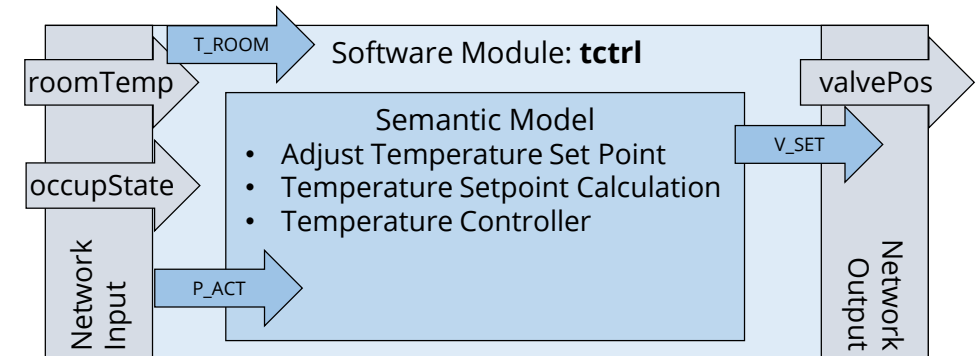 T_ROOM
Software Module: tctrl
roomTemp
valvePos
Semantic Model
• Adjust Temperature Set Point
• Temperature Setpoint Calculation
• Temperature Controller
V_SET
occupState
P_ACT
Network
Input
Network
Output